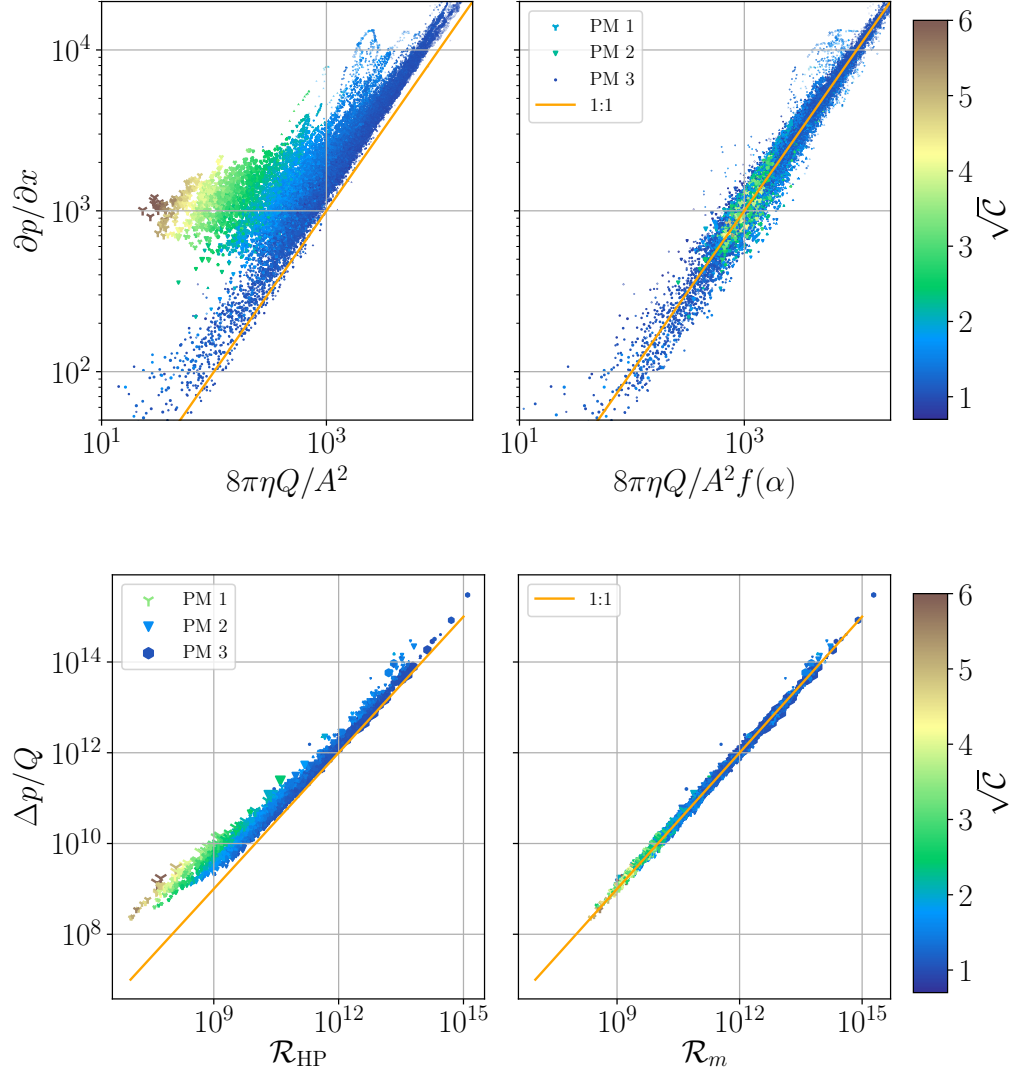 10^4
10^3
10^2
∂p/∂x
10^1
10^3
8πηQ/A^2
PM 1
PM 2
PM 3
1:1
10^1
10^3
8πηQ/A^2 f(α)
6
5
4
3
2
1
√C
PM 1
PM 2
PM 3
10^14
10^12
10^10
10^8
Δp/Q
10^9
10^12
10^15
R_HP
1:1
10^9
10^12
10^15
R_m
6
5
4
3
2
1
√C